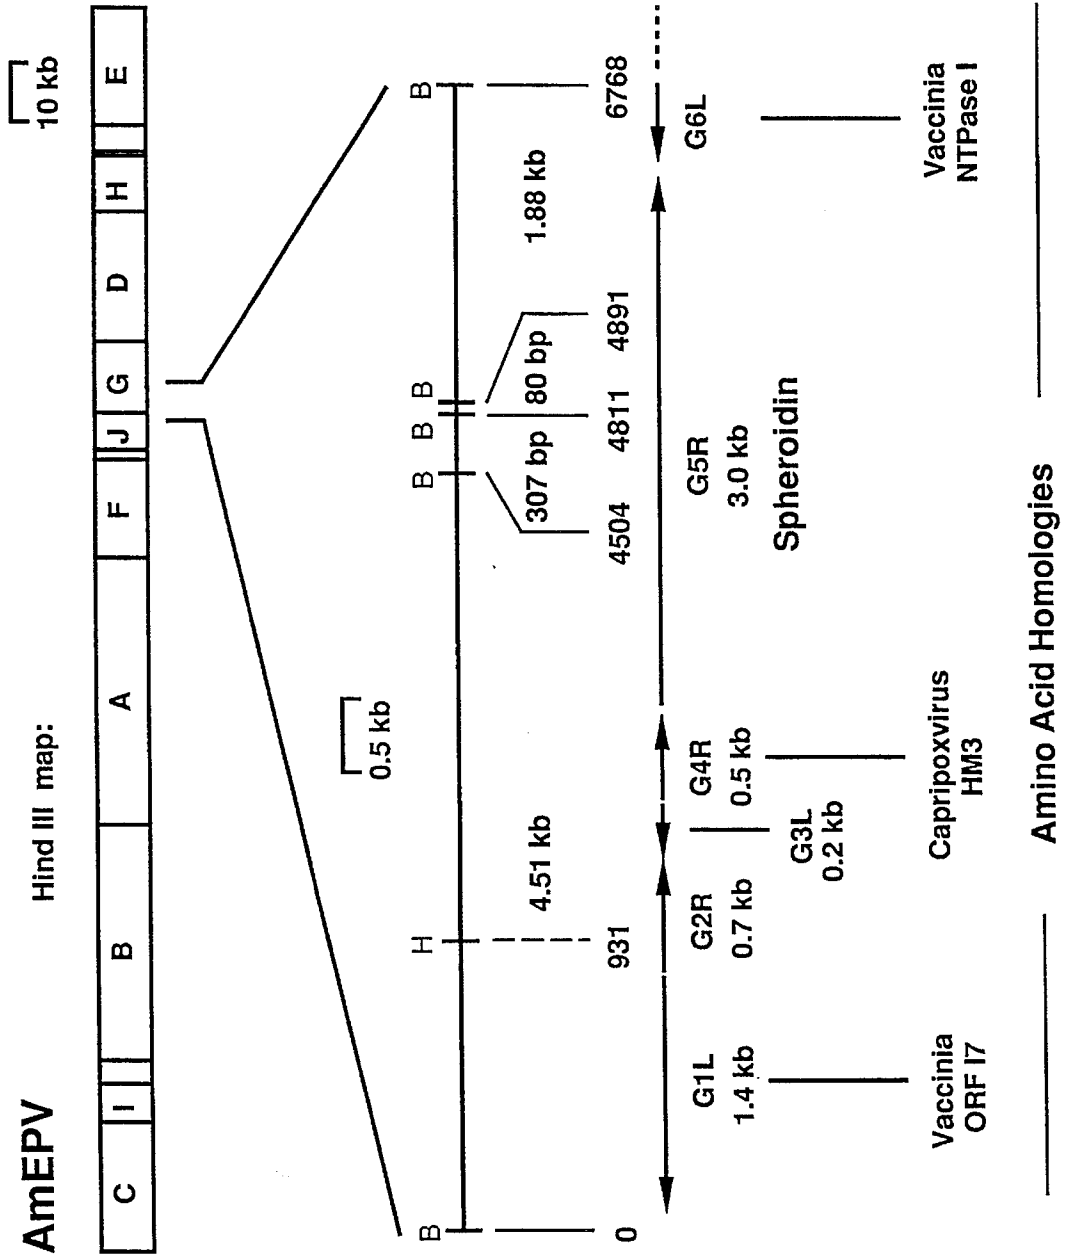 AmEPV
Hind III map:
10 kb
C I B A F J G D H E
0.5 kb
B H B B B B
4.51 kb 307 bp 80 bp 1.88 kb
0 931 4504 4811 4891 6768
G1L
1.4 kb
G2R
0.7 kb
G3L
0.2 kb
G4R
0.5 kb
G5R
3.0 kb
Spheroidin
G6L
Vaccinia
ORF I7
Capripoxvirus
HM3
Vaccinia
NTPase I
Amino Acid Homologies